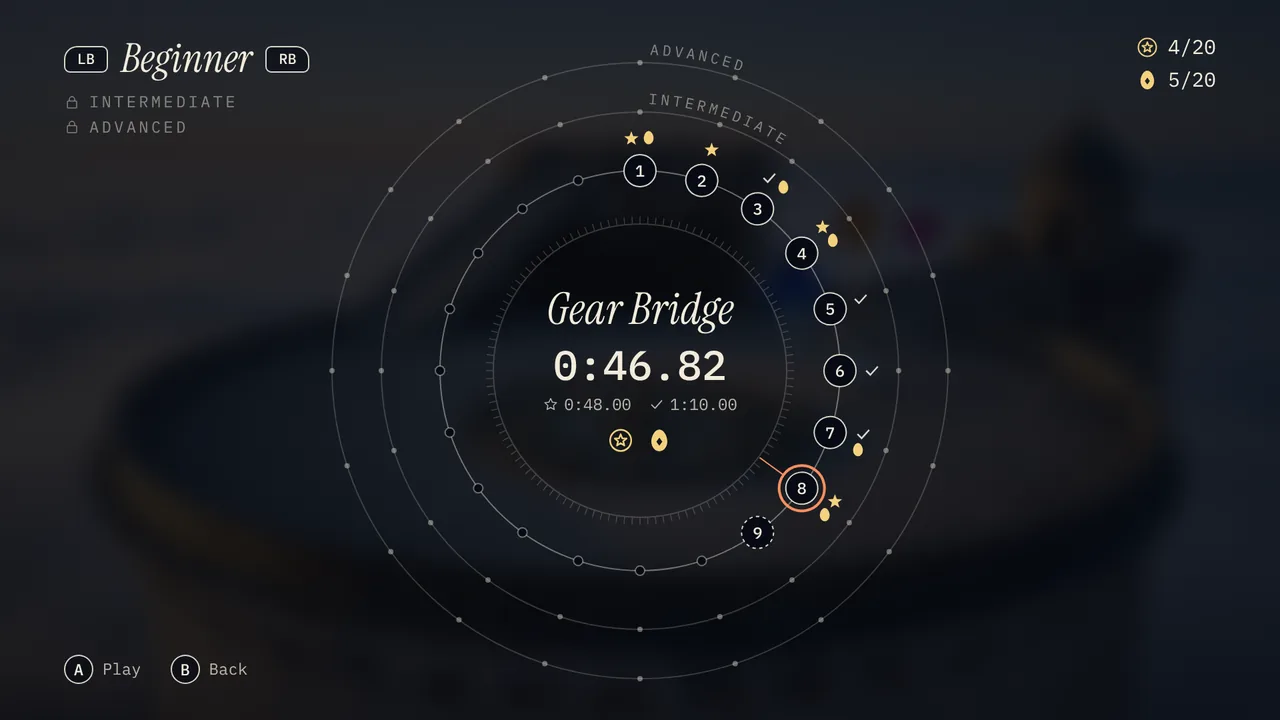 LB Beginner RB
INTERMEDIATE
ADVANCED
4/20
5/20
ADVANCED
INTERMEDIATE
1
2
3
4
5
6
7
8
9
Gear Bridge
0:46.82
0:48.00 1:10.00
A Play B Back